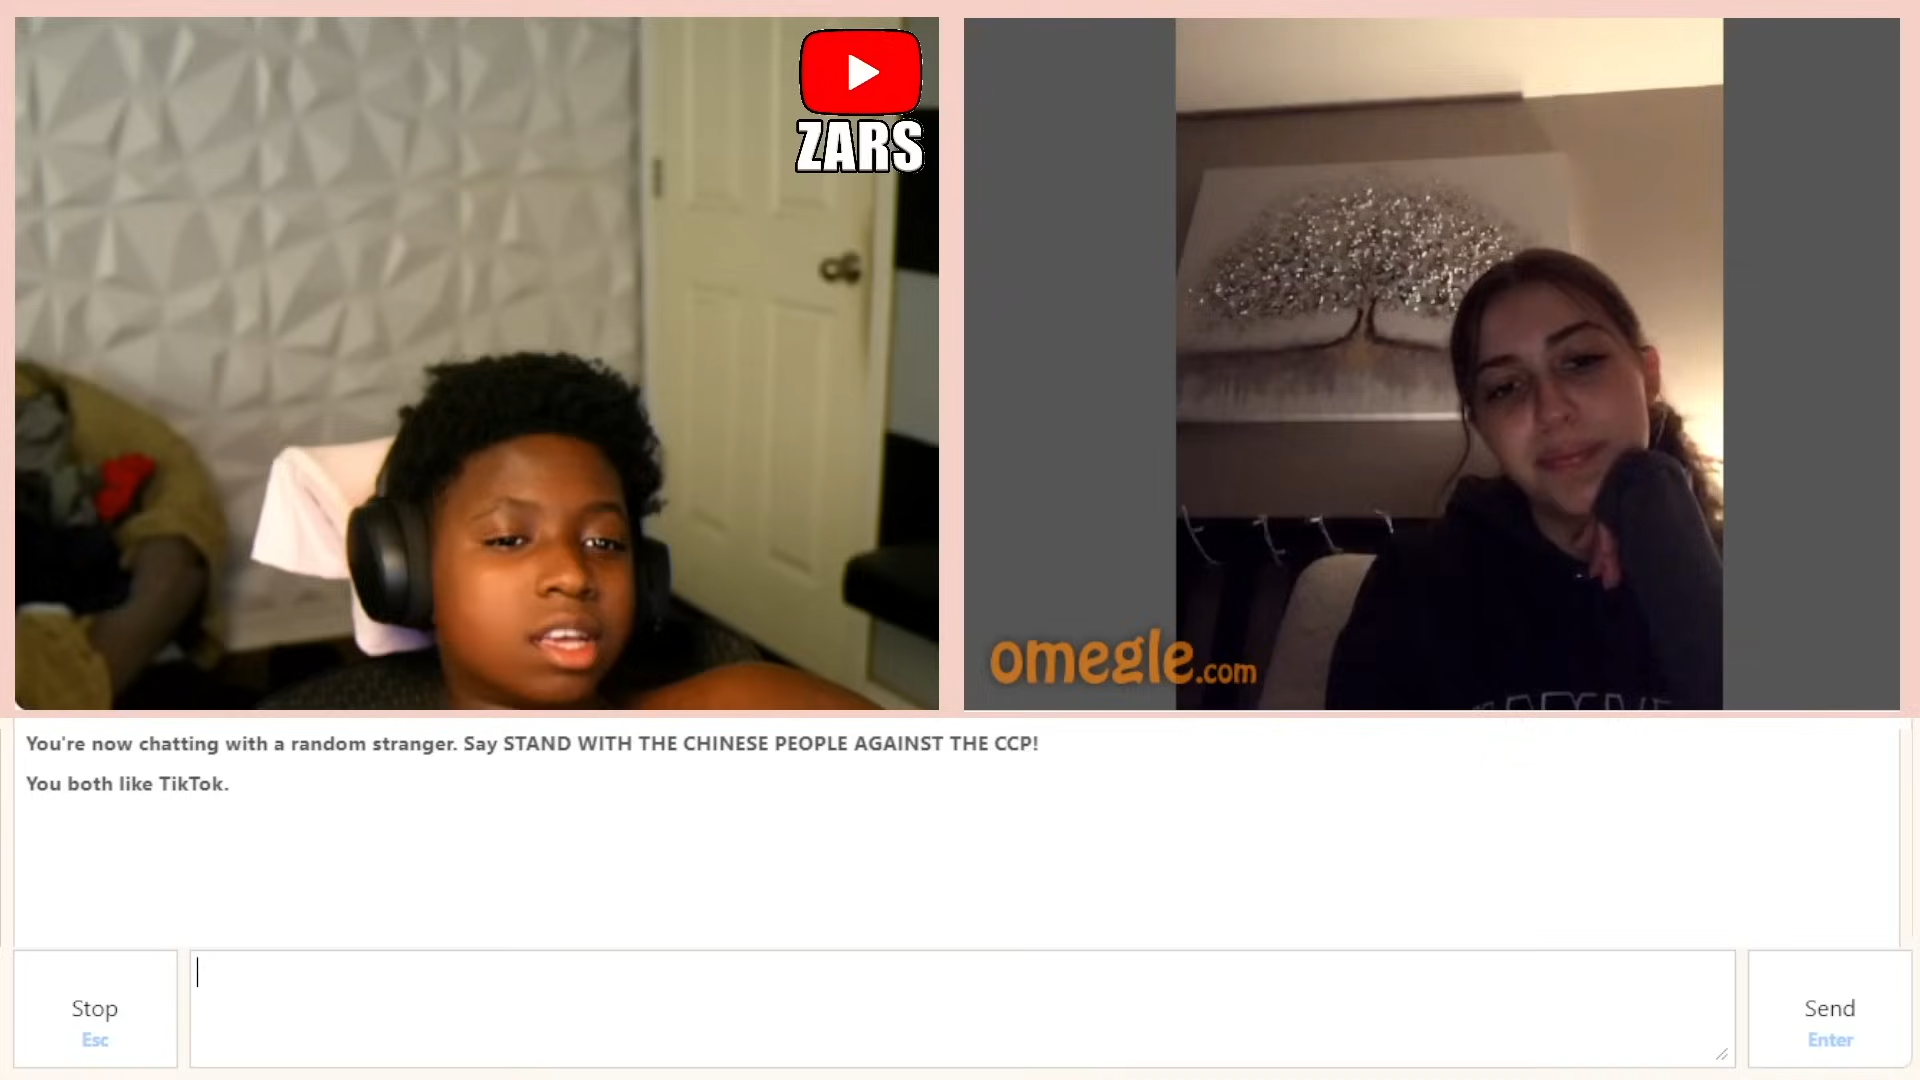 ZARS
omegle.com
You're now chatting with a random stranger. Say STAND WITH THE CHINESE PEOPLE AGAINST THE CCP!
You both like TikTok.
Stop
Esc
Send
Enter